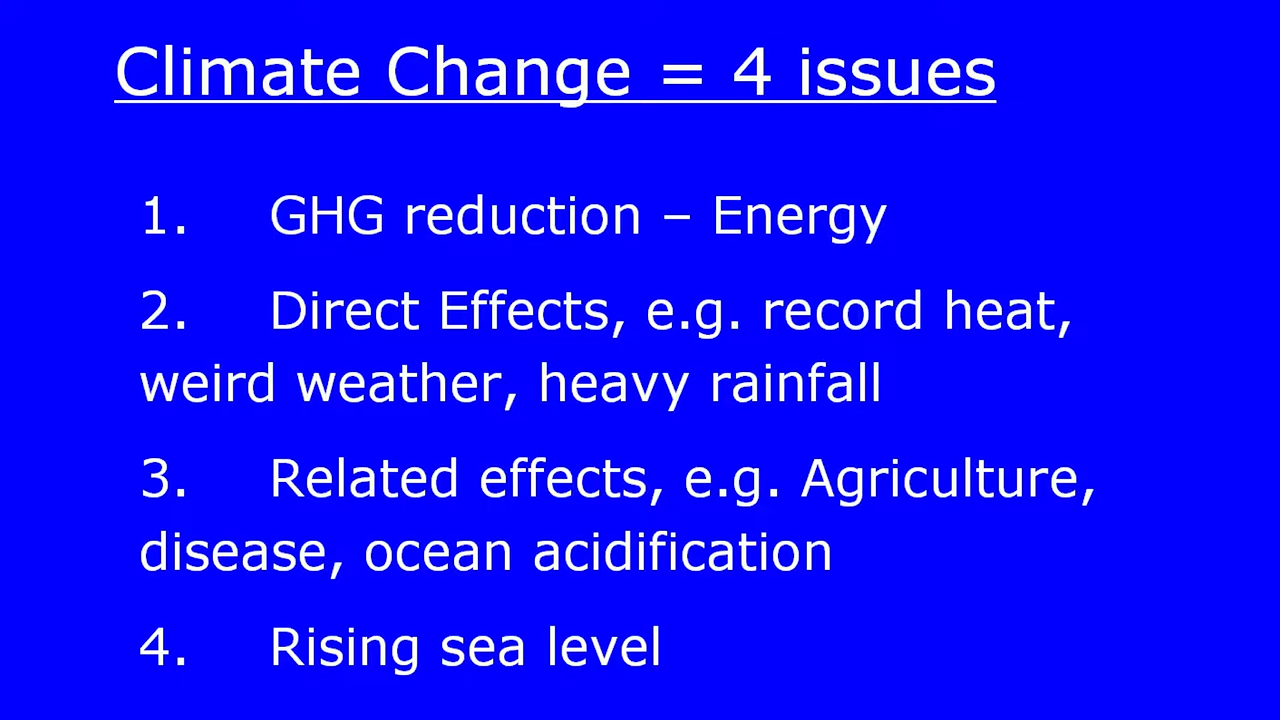 Climate Change = 4 issues
1. GHG reduction – Energy
2. Direct Effects, e.g. record heat,
weird weather, heavy rainfall
3. Related effects, e.g. Agriculture,
disease, ocean acidification
4. Rising sea level